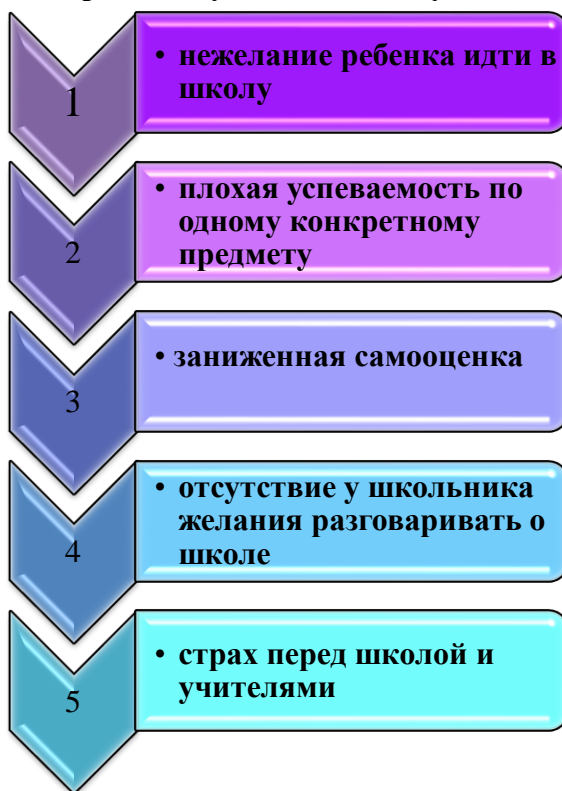 1
• нежелание ребенка идти в
школу
2
• плохая успеваемость по
одному конкретному
предмету
3
• заниженная самооценка
4
• отсутствие у школьника
желания разговаривать о
школе
5
• страх перед школой и
учителями